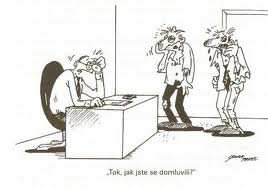 „Tak, jak jste se domluvili?"